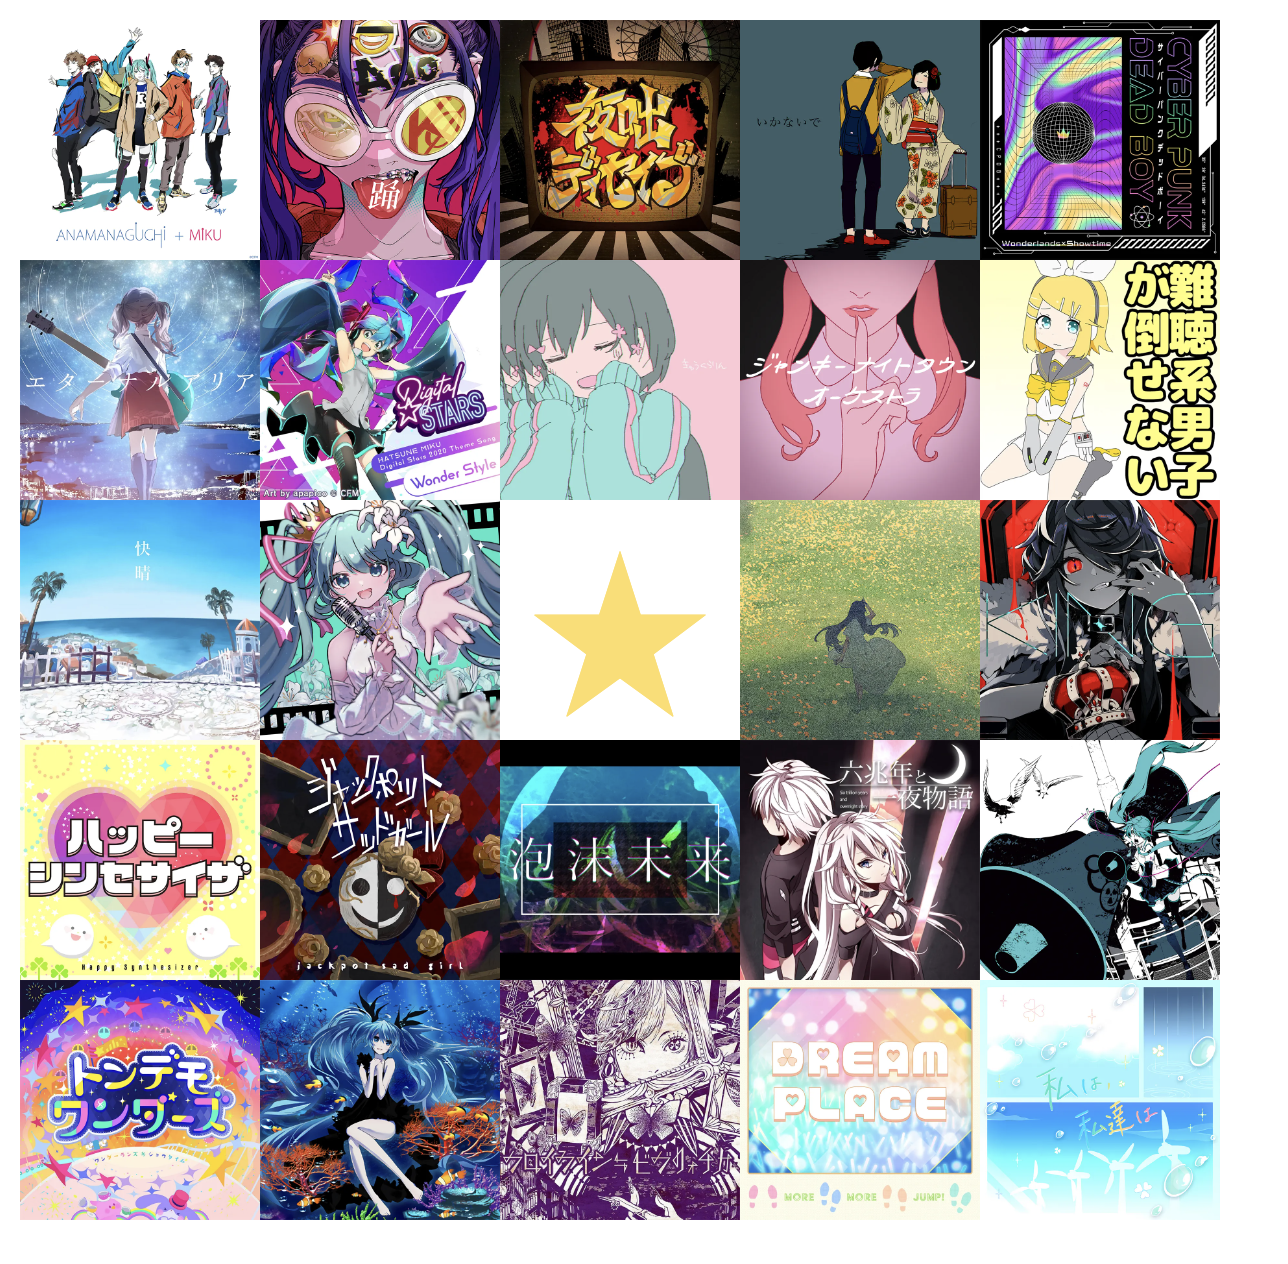 ANAMANAGUCHI + MIKU
Ado
踊
夜咄
ディセイブ
いかないで
CYBER PUNK
DEAD BOY
サイバーパンクデッドボーイ
Wonderlands×Showtime
エターナルアリア
Digital
STARS
HATSUNE MIKU
Digital Stars 2020 Theme Song
Wonder Style
Art by apapico © CFM
ジャンキーナイトタウン
オーケストラ
難聴系男子
が倒せない
快晴
ハッピー
シンセサイザ
Happy Synthesizer
ジャックポット
サッドガール
jackpot sad girl
泡沫未来
六兆年と
一夜物語
Six trillion years
and
overnight story
トンデモ
ワンダーズ
ワンダーランズ×ショウタイム
DREAM
PLACE
MORE MORE JUMP!
私は、
私達は